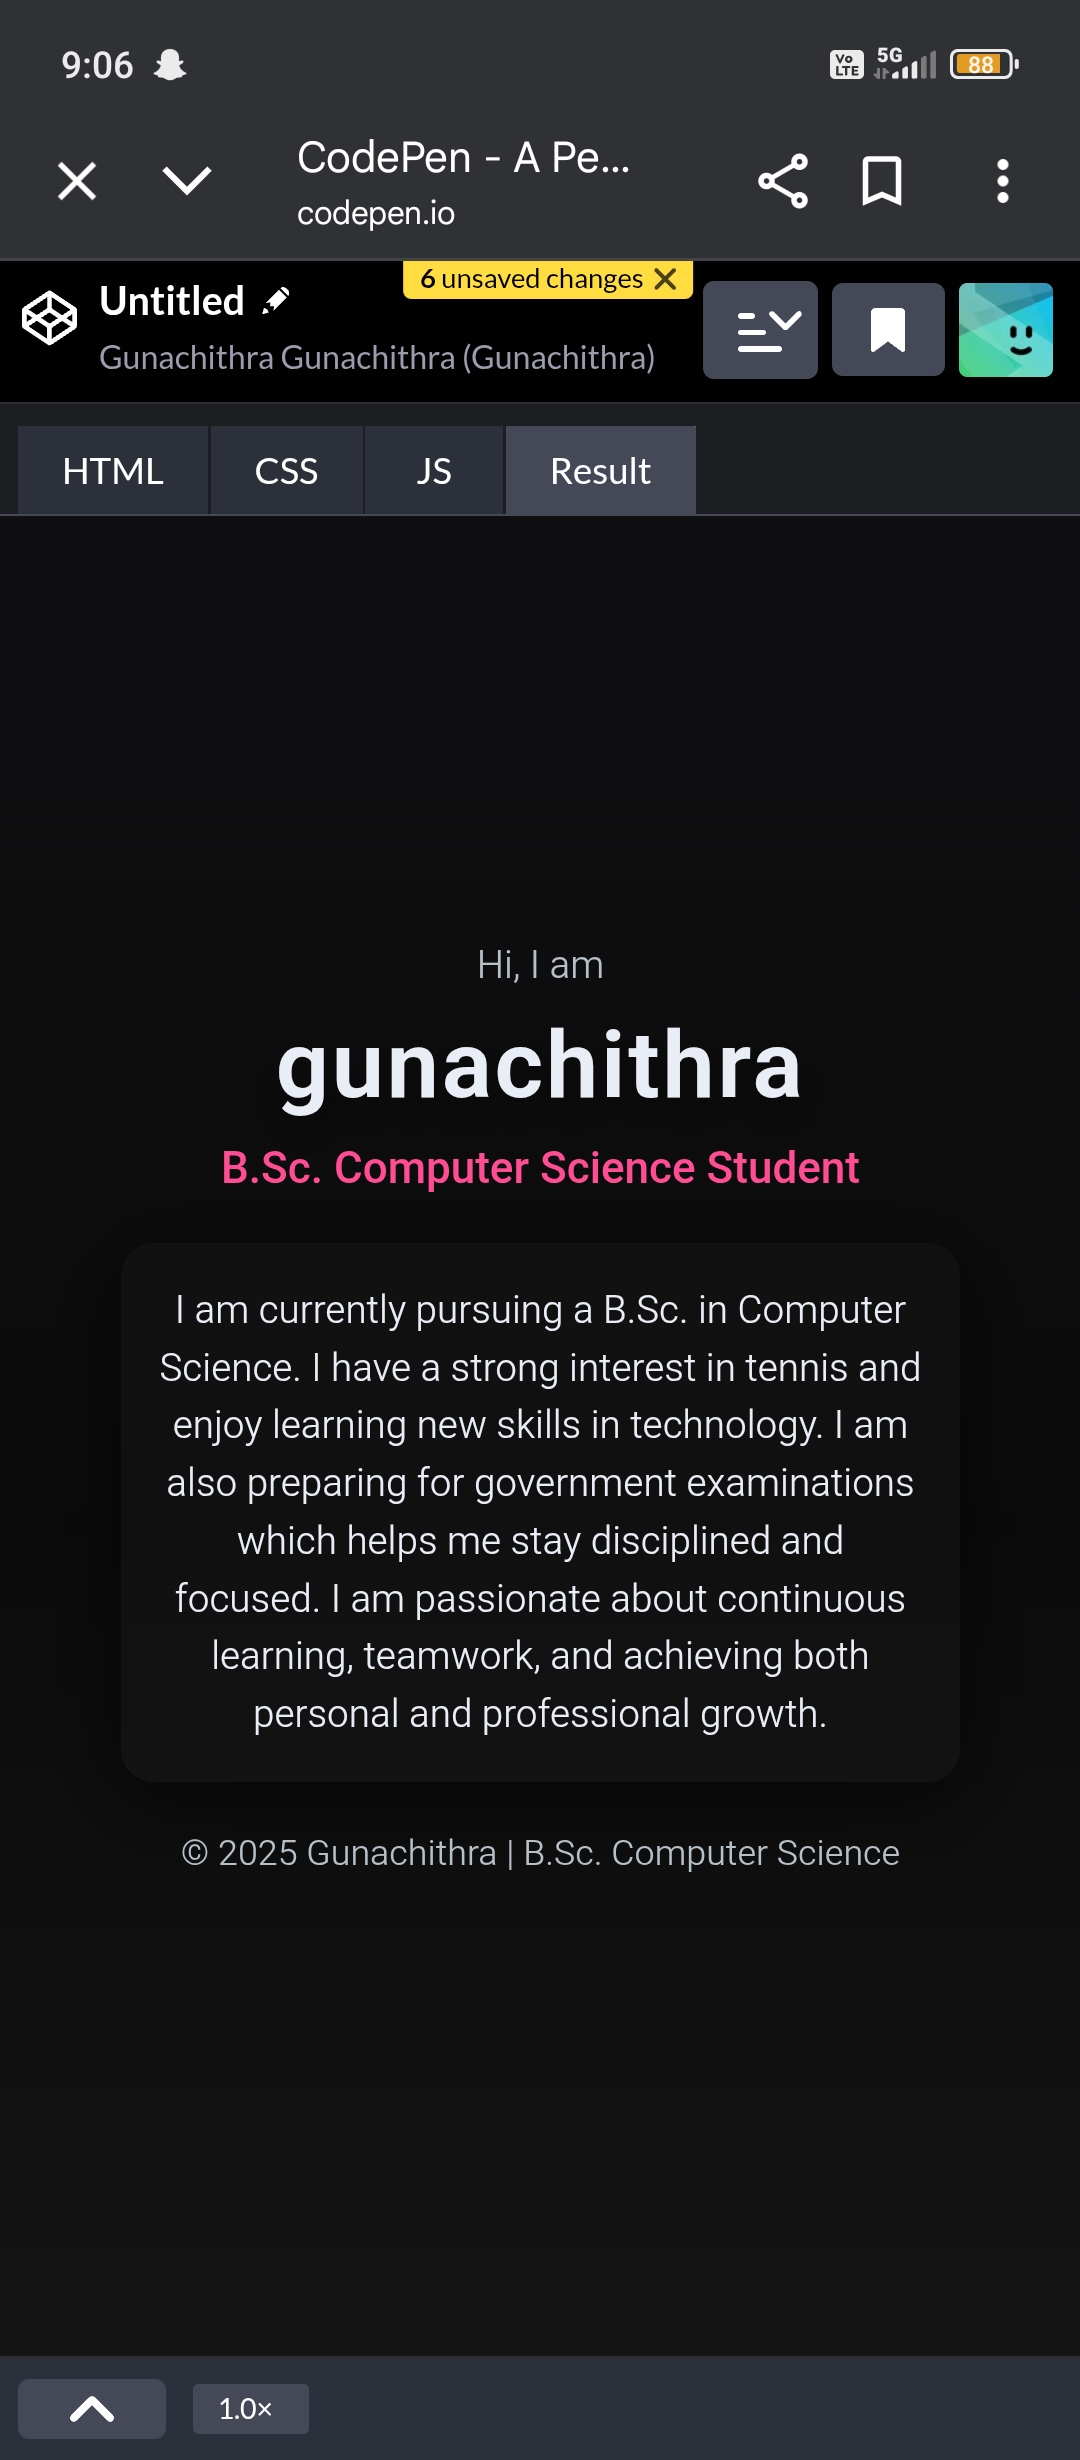 9:06
Vo LTE
5G
88
CodePen - A Pe...
codepen.io
6 unsaved changes
Untitled
Gunachithra Gunachithra (Gunachithra)
HTML CSS JS Result
Hi, I am
gunachithra
B.Sc. Computer Science Student
I am currently pursuing a B.Sc. in Computer
Science. I have a strong interest in tennis and
enjoy learning new skills in technology. I am
also preparing for government examinations
which helps me stay disciplined and
focused. I am passionate about continuous
learning, teamwork, and achieving both
personal and professional growth.
© 2025 Gunachithra | B.Sc. Computer Science
1.0×